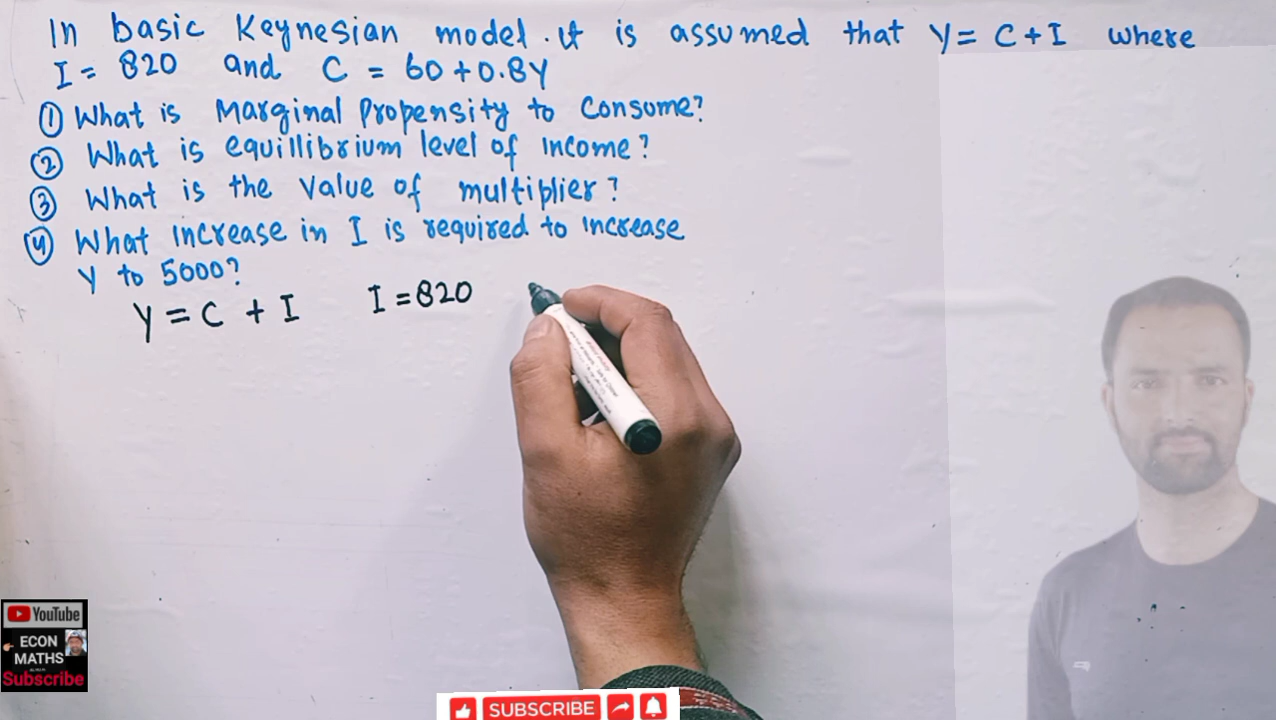 In basic Keynesian model. it is assumed that Y = C + I where
I = 820 and C = 60 + 0.8Y
① What is Marginal Propensity to Consume?
② What is equillibrium level of income?
③ What is the Value of multiplier?
④ What increase in I is required to increase
Y to 5000?
Y = C + I I = 820
YouTube
ECON
MATHS
Subscribe
SUBSCRIBE